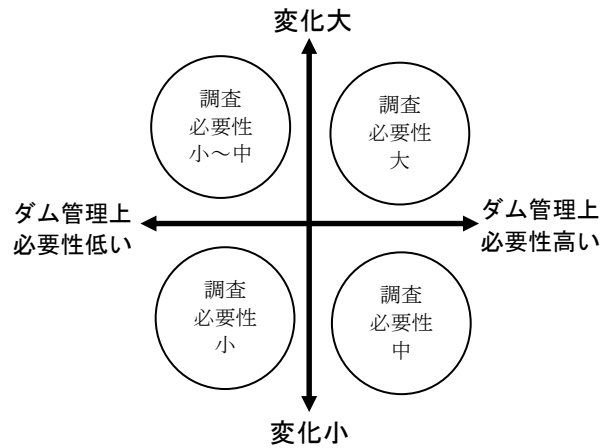 変化大
調査
必要性
小～中
調査
必要性
大
ダム管理上
必要性低い
ダム管理上
必要性高い
調査
必要性
小
調査
必要性
中
変化小